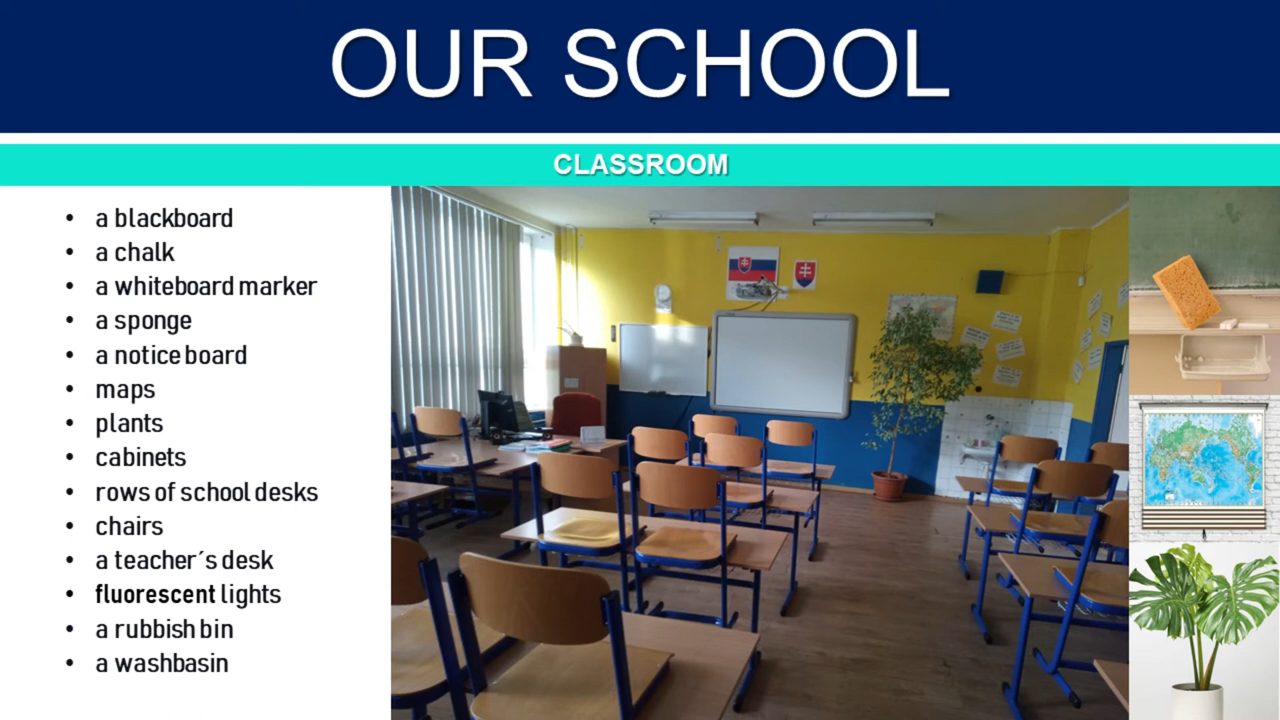 OUR SCHOOL
CLASSROOM
• a blackboard
• a chalk
• a whiteboard marker
• a sponge
• a notice board
• maps
• plants
• cabinets
• rows of school desks
• chairs
• a teacher´s desk
• fluorescent lights
• a rubbish bin
• a washbasin